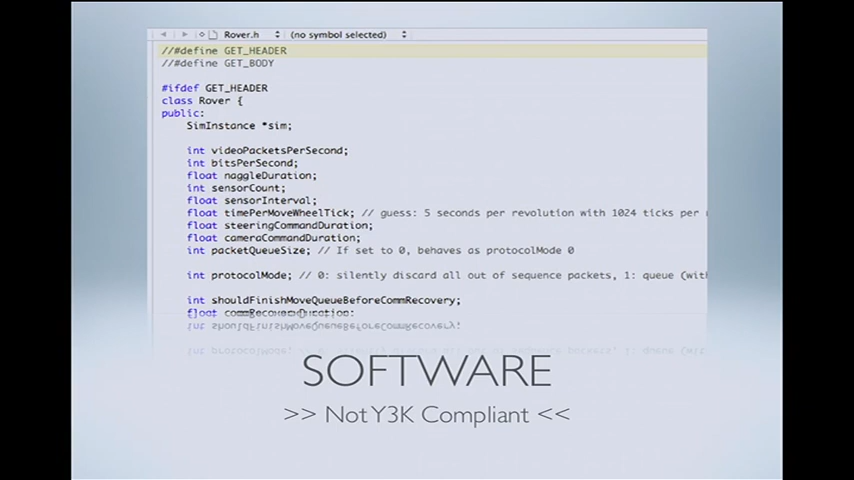 Rover.h (no symbol selected)
//#define GET_HEADER
//#define GET_BODY
#ifdef GET_HEADER
class Rover {
public:
SimInstance *sim;
int videoPacketsPerSecond;
int bitsPerSecond;
float naggleDuration;
int sensorCount;
float sensorInterval;
float timePerMoveWheelTick; // guess: 5 seconds per revolution with 1024 ticks per
float steeringCommandDuration;
float cameraCommandDuration;
int packetQueueSize; // If set to 0, behaves as protocolMode 0
int protocolMode; // 0: silently discard all out of sequence packets, 1: queue (wit
int shouldFinishMoveQueueBeforeCommRecovery;
float
SOFTWARE
>> Not Y3K Compliant <<